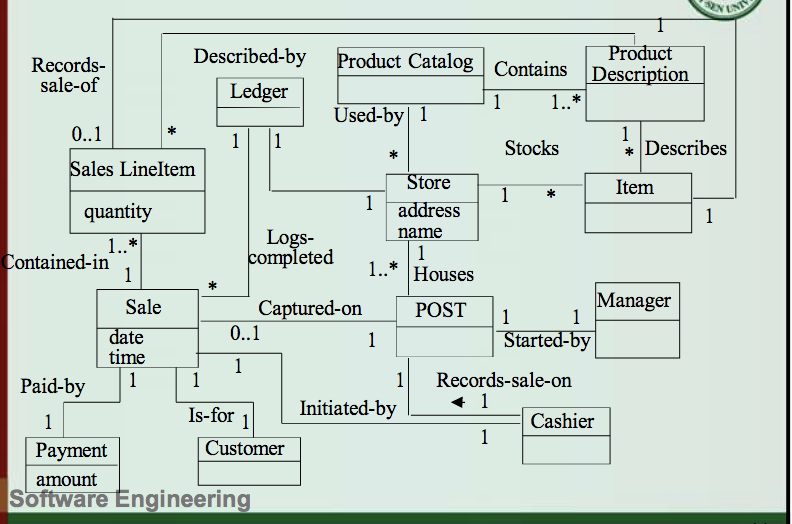 SEN UNIV
1
Records-
sale-of
Described-by
Product Catalog
Contains
Product
Description
Ledger
1
1..*
Used-by
1
0..1
*
1
1
*
Stocks
1
*
Describes
Sales LineItem
quantity
Store
address
name
1
1
*
Item
1
1..*
Contained-in
1
Logs-
completed
*
1
1..*
Houses
Sale
date
time
Captured-on
0..1
1
POST
1
1
Started-by
Manager
Paid-by
1
1
1
1
Is-for
1
Initiated-by
1
Records-sale-on
◄
1
1
Cashier
Payment
amount
Customer
Software Engineering